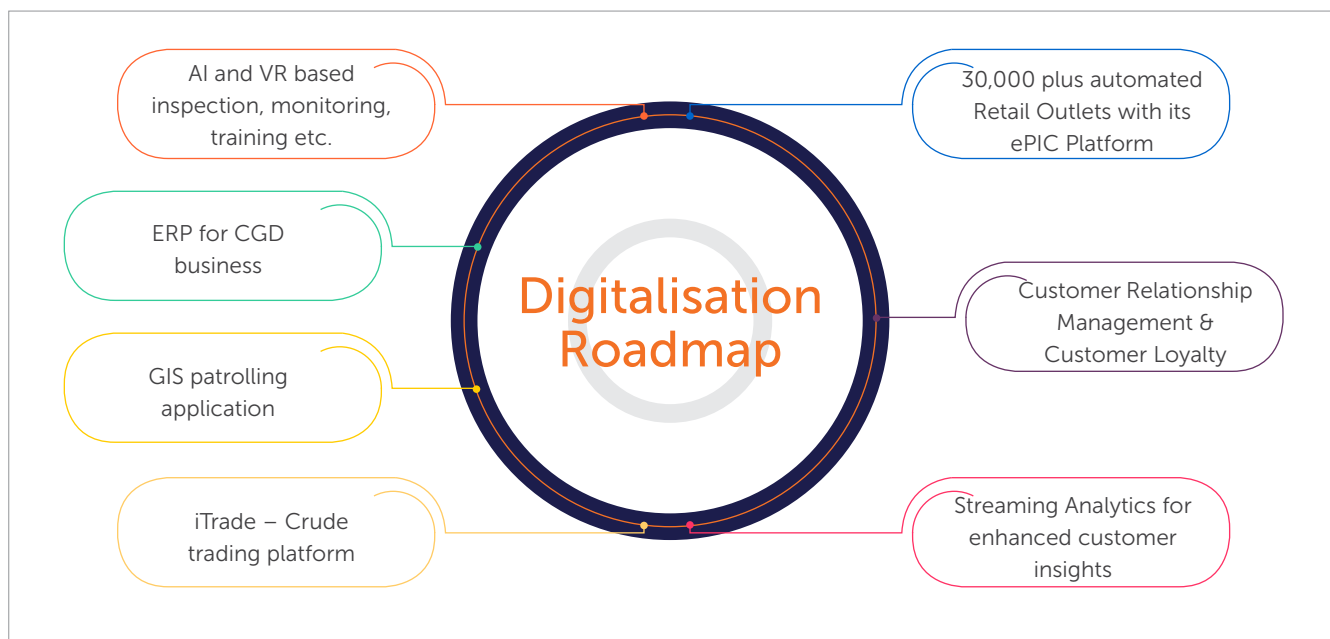 AI and VR based
inspection, monitoring,
training etc.
ERP for CGD
business
GIS patrolling
application
iTrade – Crude
trading platform
Digitalisation
Roadmap
30,000 plus automated
Retail Outlets with its
ePIC Platform
Customer Relationship
Management &
Customer Loyalty
Streaming Analytics for
enhanced customer
insights